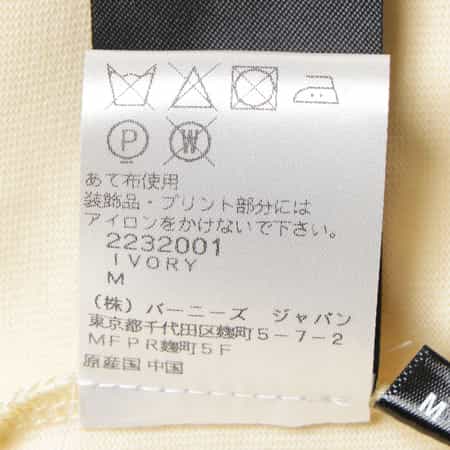 P W
あて布使用
装飾品・プリント部分には
アイロンをかけないで下さい。
2232001
IVORY
M
（株）バーニーズ ジャパン
東京都千代田区麹町5-7-2
MFPR麹町5F
原産国 中国
M